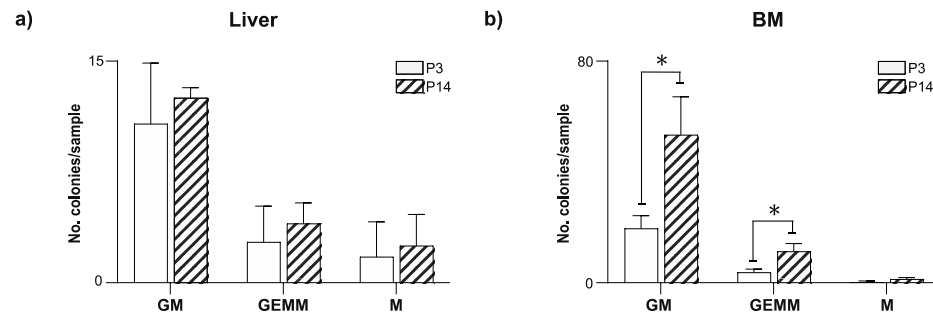 a)
Liver
15
P3
P14
No. colonies/sample
0
GM
GEMM
M
b)
BM
80
*
P3
P14
No. colonies/sample
*
0
GM
GEMM
M